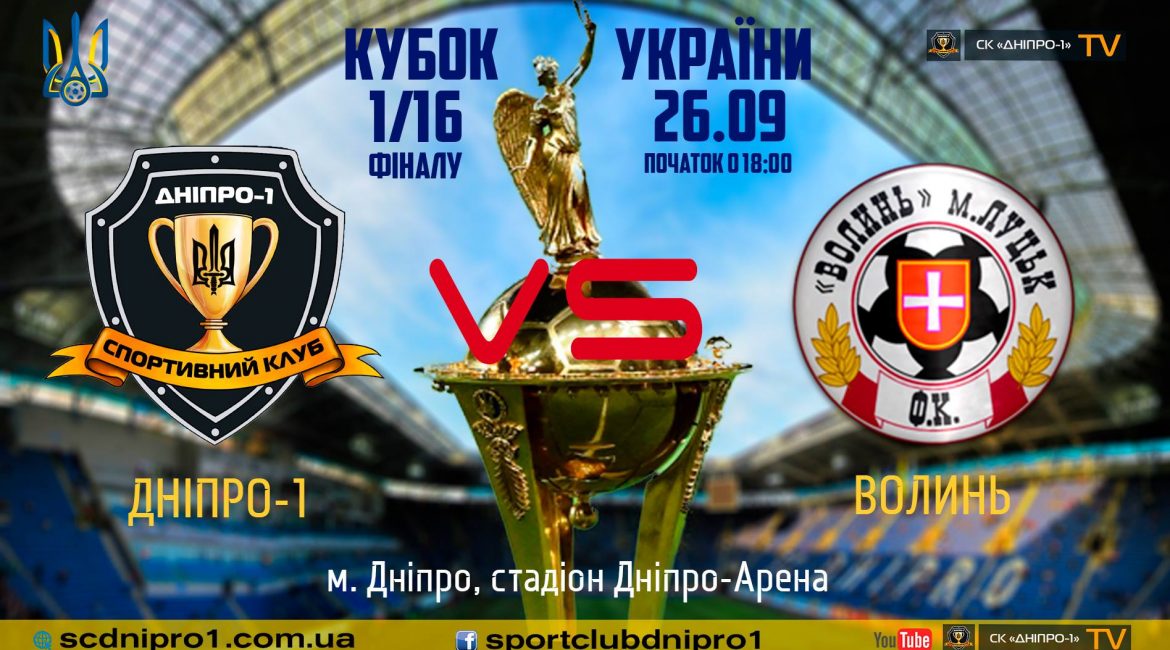 КУБОК УКРАЇНИ
1/16 26.09
ФІНАЛУ ПОЧАТОК О 18:00
СК «ДНІПРО-1» TV
ДНІПРО-1
СПОРТИВНИЙ КЛУБ
VS
«ВОЛИНЬ» М.ЛУЦЬК
Ф.К.
ДНІПРО-1
ВОЛИНЬ
DNIPRO
м. Дніпро, стадіон Дніпро-Арена
scdnipro1.com.ua
sportclubdnipro1
YouTube
СК «ДНІПРО-1» TV